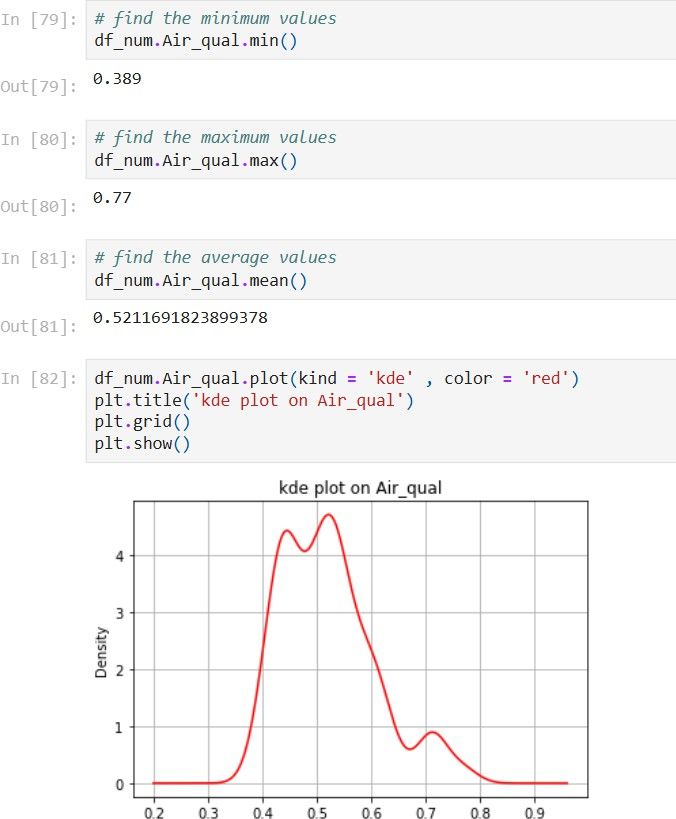 In [79]: # find the minimum values
df_num.Air_qual.min()
Out[79]: 0.389
In [80]: # find the maximum values
df_num.Air_qual.max()
Out[80]: 0.77
In [81]: # find the average values
df_num.Air_qual.mean()
Out[81]: 0.5211691823899378
In [82]: df_num.Air_qual.plot(kind = 'kde' , color = 'red')
plt.title('kde plot on Air_qual')
plt.grid()
plt.show()
kde plot on Air_qual
Density
4
3
2
1
0
0.2 0.3 0.4 0.5 0.6 0.7 0.8 0.9